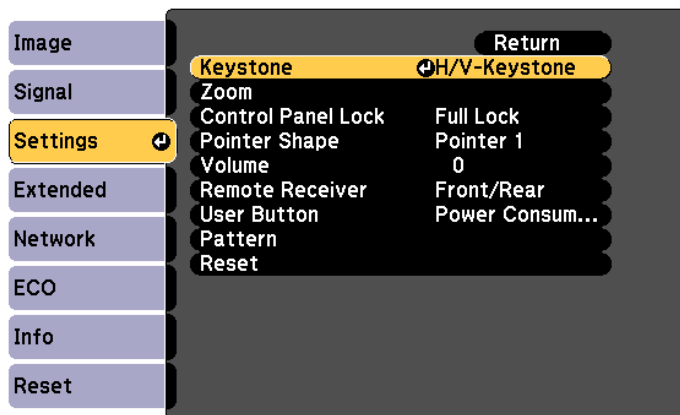 Image
Signal
Settings
Extended
Network
ECO
Info
Reset
Return
Keystone H/V-Keystone
Zoom
Control Panel Lock Full Lock
Pointer Shape Pointer 1
Volume 0
Remote Receiver Front/Rear
User Button Power Consum...
Pattern
Reset